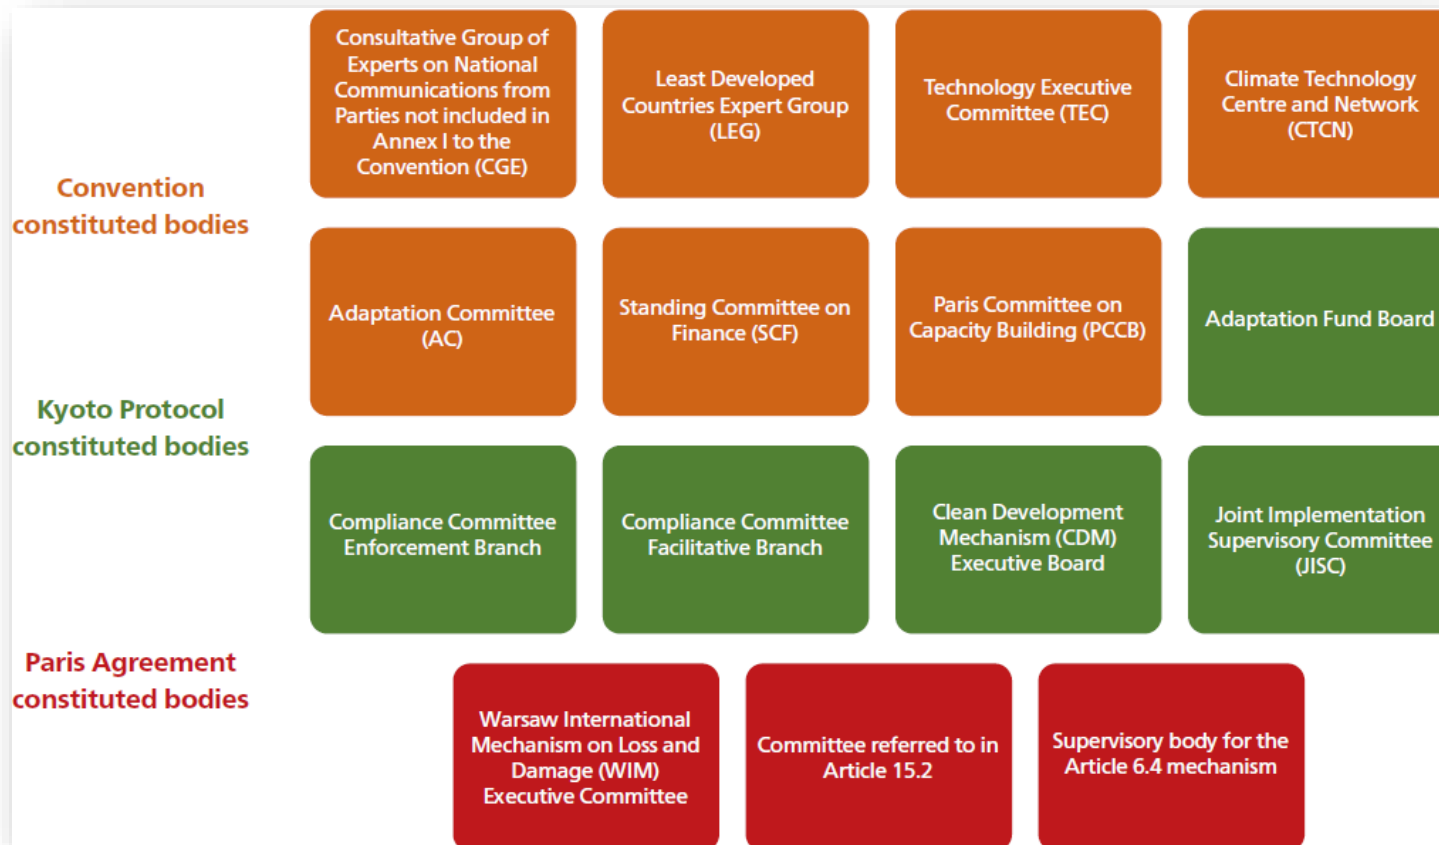 Convention
constituted bodies
Consultative Group of
Experts on National
Communications from
Parties not included in
Annex I to the
Convention (CGE)
Least Developed
Countries Expert Group
(LEG)
Technology Executive
Committee (TEC)
Climate Technology
Centre and Network
(CTCN)
Adaptation Committee
(AC)
Standing Committee on
Finance (SCF)
Paris Committee on
Capacity Building (PCCB)
Adaptation Fund Board
Kyoto Protocol
constituted bodies
Compliance Committee
Enforcement Branch
Compliance Committee
Facilitative Branch
Clean Development
Mechanism (CDM)
Executive Board
Joint Implementation
Supervisory Committee
(JISC)
Paris Agreement
constituted bodies
Warsaw International
Mechanism on Loss and
Damage (WIM)
Executive Committee
Committee referred to in
Article 15.2
Supervisory body for the
Article 6.4 mechanism